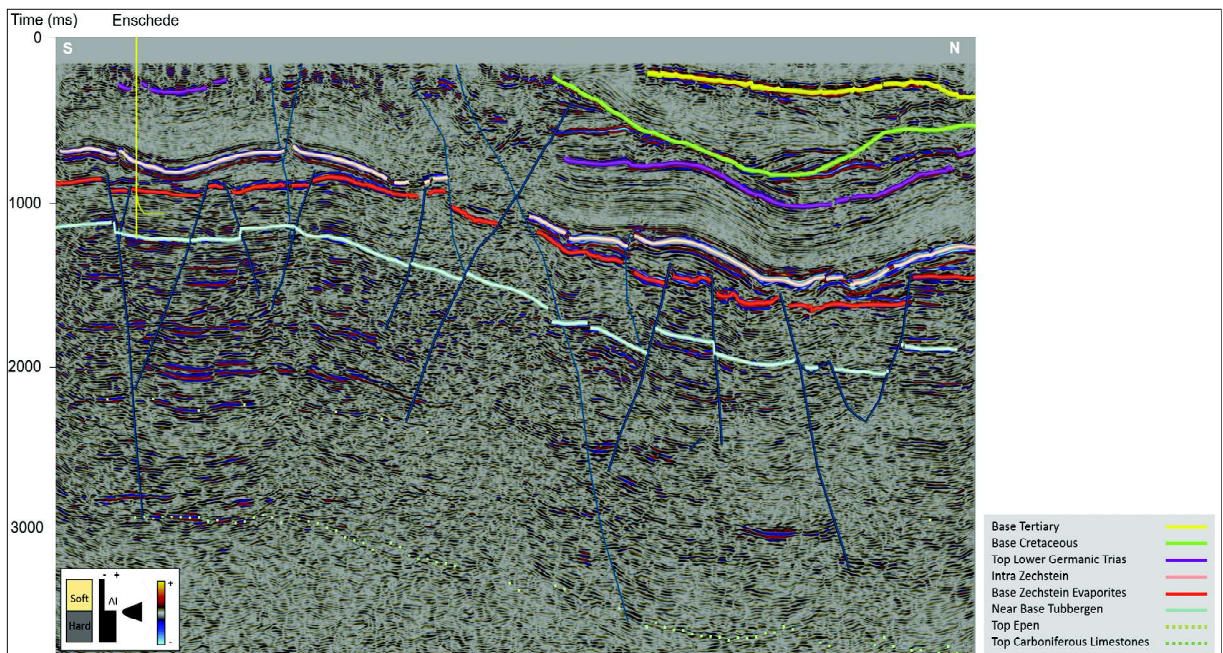 Time (ms) Enschede
0
S N
1000
2000
3000
- +
Soft
AI
Hard
+
-
Base Tertiary
Base Cretaceous
Top Lower Germanic Trias
Intra Zechstein
Base Zechstein Evaporites
Near Base Tubbergen
Top Epen
Top Carboniferous Limestones